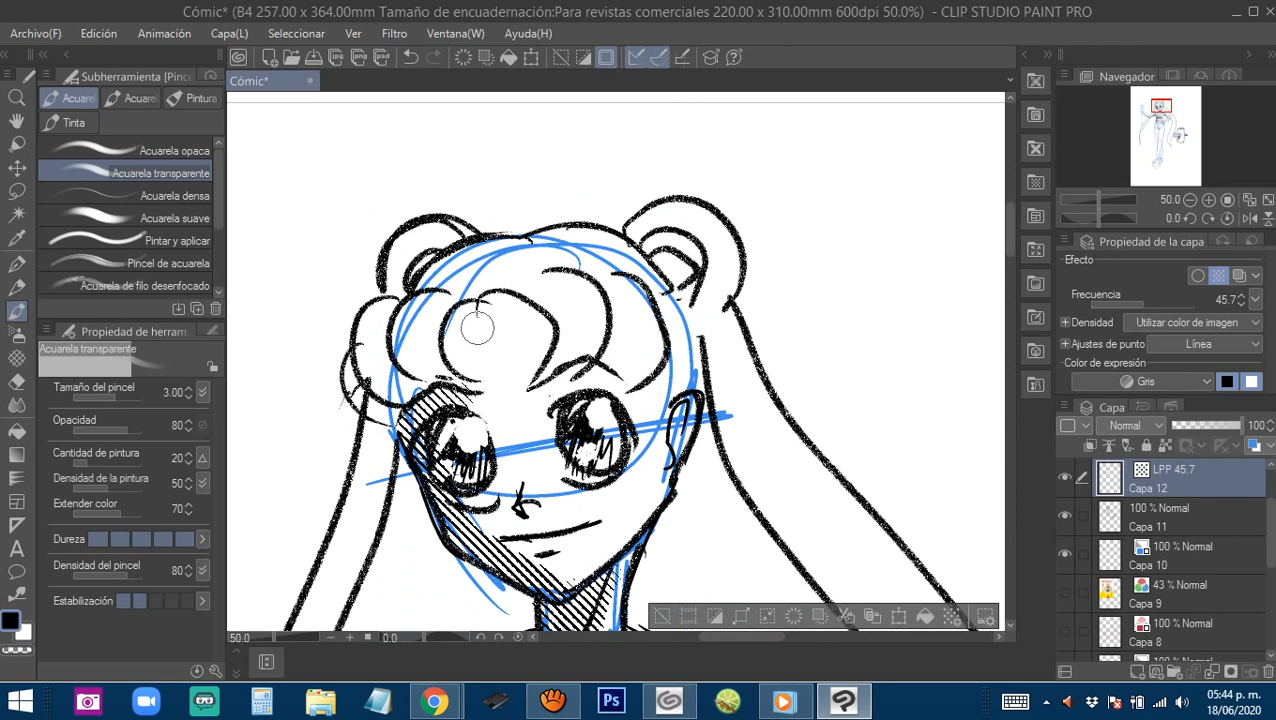 Cómic* (B4 257.00 x 364.00mm Tamaño de encuadernación:Para revistas comerciales 220.00 x 310.00mm 600dpi 50.0%) - CLIP STUDIO PAINT PRO
Archivo(F) Edición Animación Capa(L) Seleccionar Ver Filtro Ventana(W) Ayuda(H)
Subherramienta [Pince
Acuare Acuare Pintura
Tinta
Acuarela opaca
Acuarela transparente
Acuarela densa
Acuarela suave
Pintar y aplicar
Pincel de acuarela
Acuarela de filo desenfocado
Propiedad de herram
Acuarela transparente
Tamaño del pincel 3.00
Opacidad 80
Cantidad de pintura 20
Densidad de la pintura 50
Extender color 70
Dureza
Densidad del pincel 80
Estabilización
Cómic*
50.0 0.0
Navegador
50.0
0.0
Propiedad de la capa
Efecto
Frecuencia
45.7
Densidad Utilizar color de imagen
Ajustes de punto Línea
Color de expresión
Gris
Capa
Normal 100
LPP 45.7
Capa 12
100 % Normal
Capa 11
100 % Normal
Capa 10
43 % Normal
Capa 9
100 % Normal
Capa 8
100 % Normal
Ps
05:44 p. m.
18/06/2020